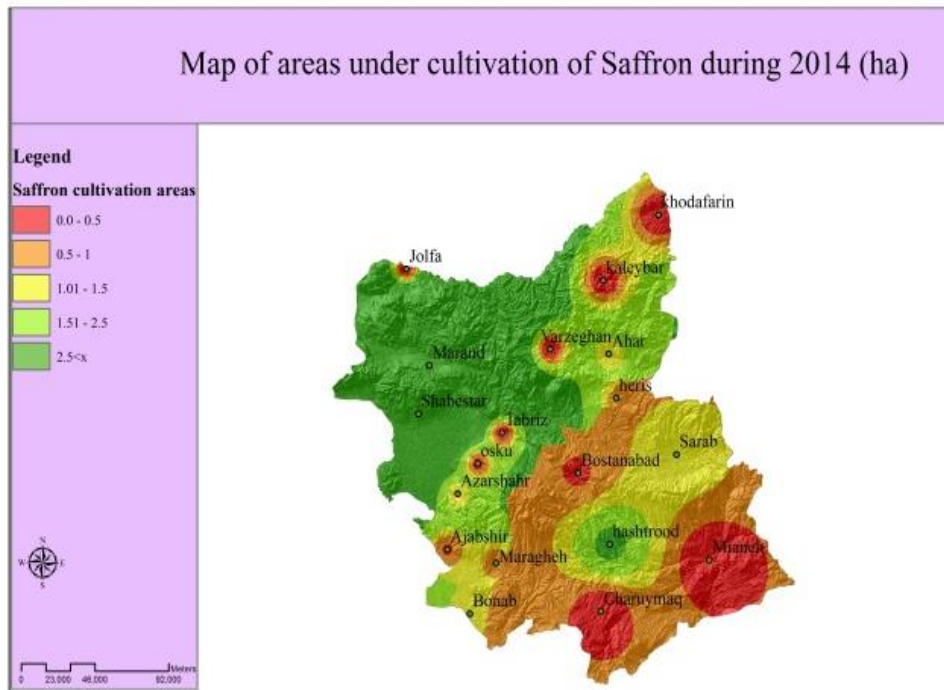 Map of areas under cultivation of Saffron during 2014 (ha)
Legend
Saffron cultivation areas
0.0 - 0.5
0.5 - 1
1.01 - 1.5
1.51 - 2.5
2.5<x
N
W E
S
Meters
0 23,000 46,000 92,000
khodafarin
Jolfa
kaleybar
Varzeghan
Ahar
Marand
heris
Shabestar
Tabriz
Sarab
osku
Bostanabad
Azarshahr
hashtrood
Ajabshir
Mianeh
Maragheh
Charuymaq
Bonab